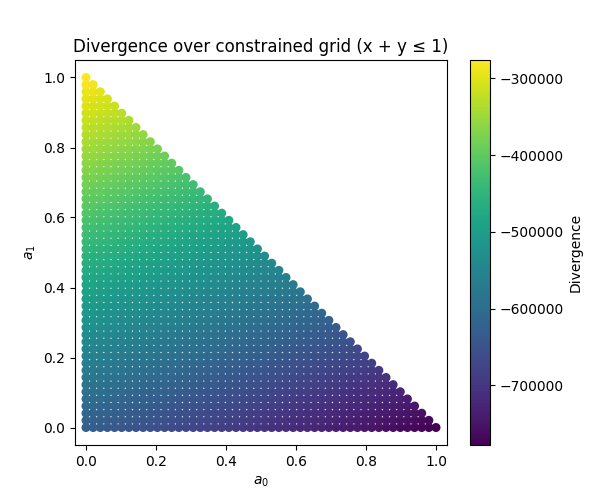 Divergence over constrained grid (x + y ≤ 1)
1.0
0.8
0.6
0.4
0.2
0.0
a₁
0.0 0.2 0.4 0.6 0.8 1.0
a₀
−300000
−400000
−500000
−600000
−700000
Divergence